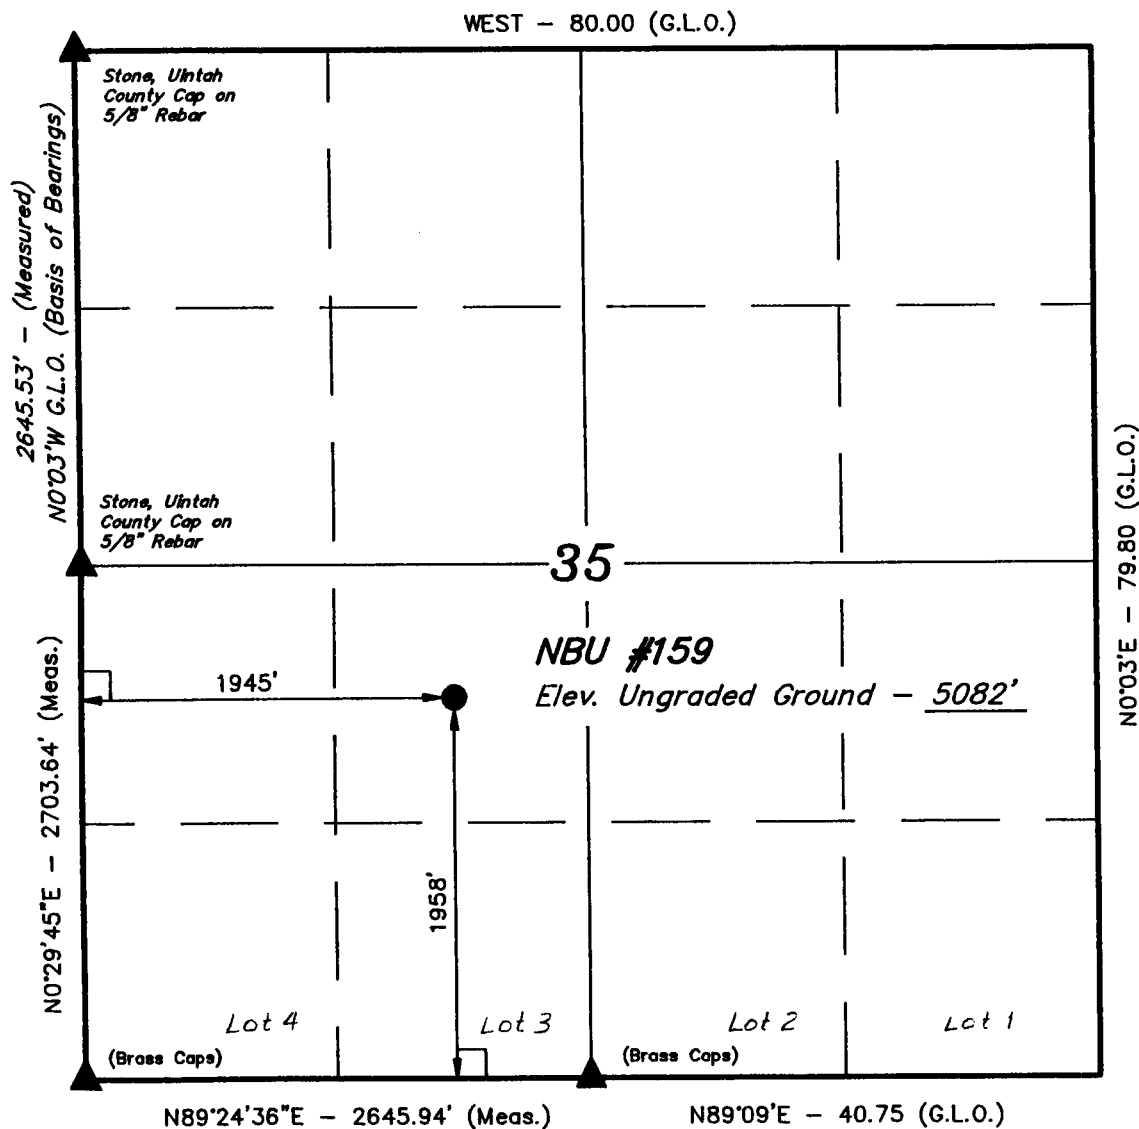 WEST – 80.00 (G.L.O.)
Stone, Uintah
County Cap on
5/8" Rebar
2645.53' – (Measured)
N0°03'W G.L.O. (Basis of Bearings)
Stone, Uintah
County Cap on
5/8" Rebar
35
N0°03'E – 79.80 (G.L.O.)
NBU #159
Elev. Ungraded Ground – 5082'
1945'
N0°29'45"E – 2703.64' (Meas.)
1958'
Lot 4
Lot 3
Lot 2
Lot 1
(Brass Caps)
(Brass Caps)
N89°24'36"E – 2645.94' (Meas.)
N89°09'E – 40.75 (G.L.O.)